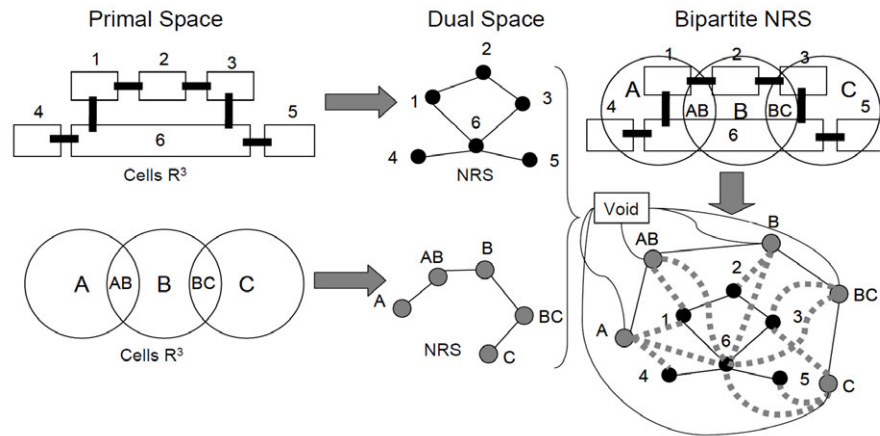 Primal Space
Dual Space
Bipartite NRS
1 2 3
4 5
6
Cells R³
2
1 3
6
4 5
NRS
1 2 3
A C
4 AB B BC 5
6
A AB B BC C
Cells R³
B
AB
A
BC
NRS
C
Void
B
AB
2
BC
1 3
A
6
4 5
C